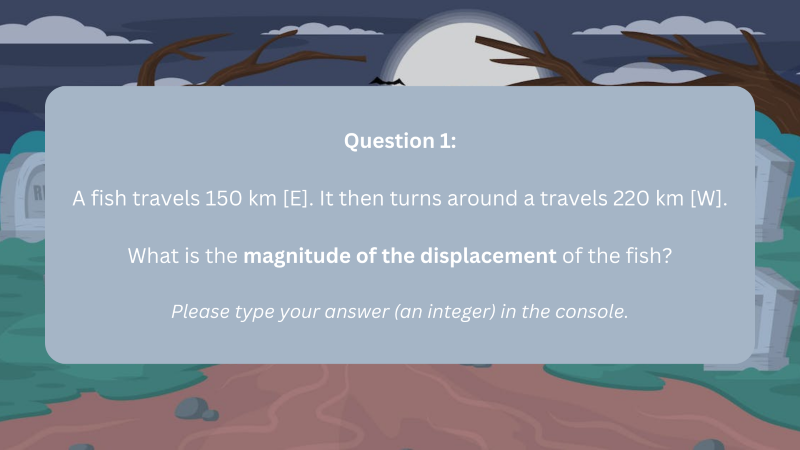 Question 1:
A fish travels 150 km [E]. It then turns around a travels 220 km [W].
What is the magnitude of the displacement of the fish?
Please type your answer (an integer) in the console.